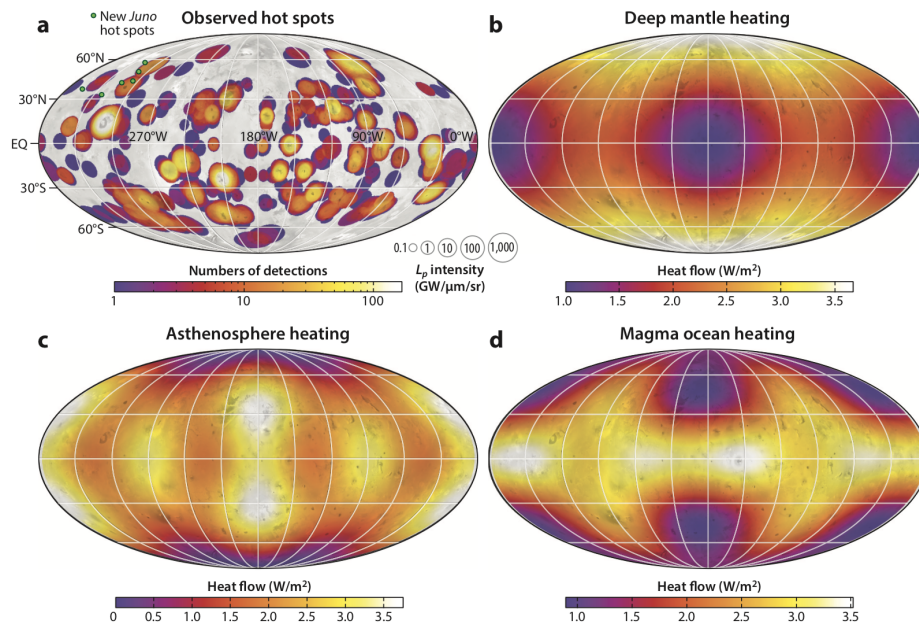 a
New Juno
hot spots
Observed hot spots
60°N
30°N
EQ
30°S
60°S
270°W
180°W
90°W
0°W
0.1
1
10
100
1,000
Numbers of detections
1
10
100
Lp intensity
(GW/μm/sr)
b
Deep mantle heating
Heat flow (W/m²)
1.0
1.5
2.0
2.5
3.0
3.5
c
Asthenosphere heating
Heat flow (W/m²)
0
0.5
1.0
1.5
2.0
2.5
3.0
3.5
d
Magma ocean heating
Heat flow (W/m²)
1.0
1.5
2.0
2.5
3.0
3.5